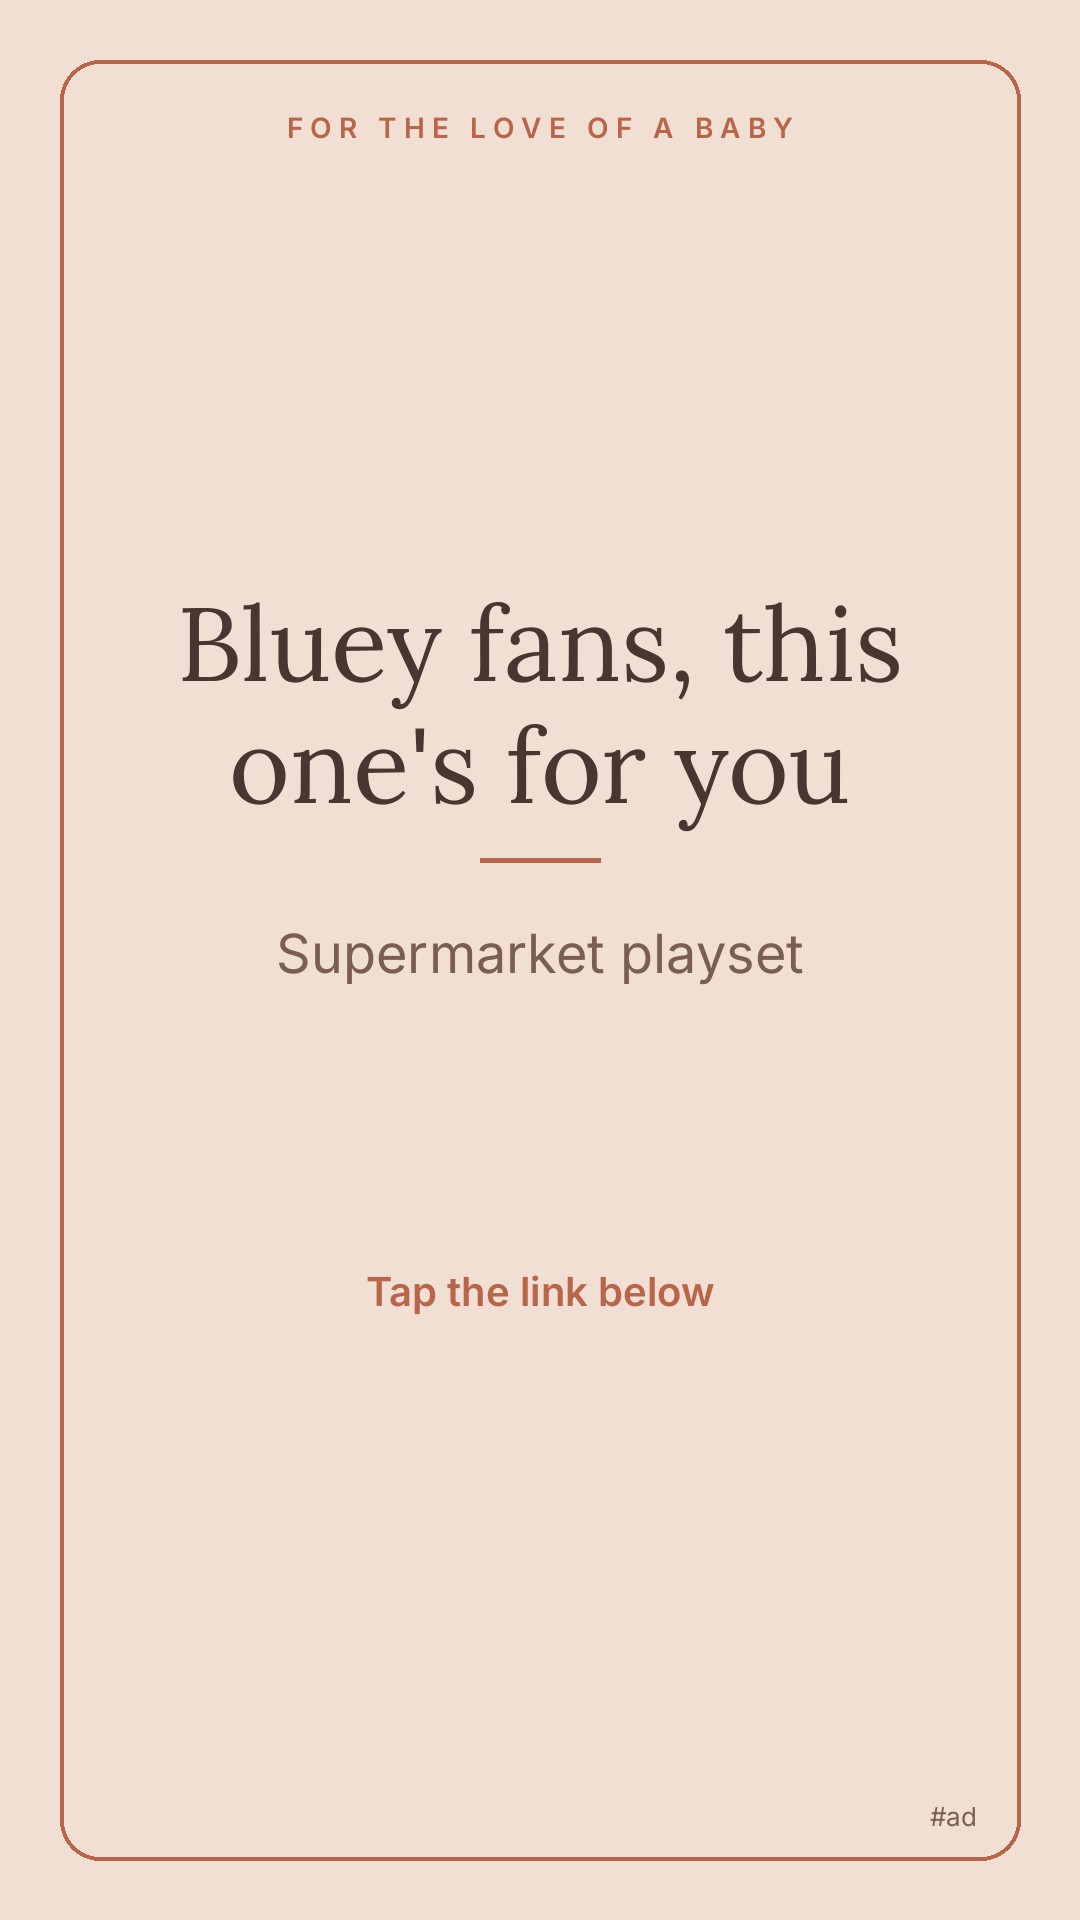 FOR THE LOVE OF A BABY
Bluey fans, this
one's for you
Supermarket playset
Tap the link below
#ad